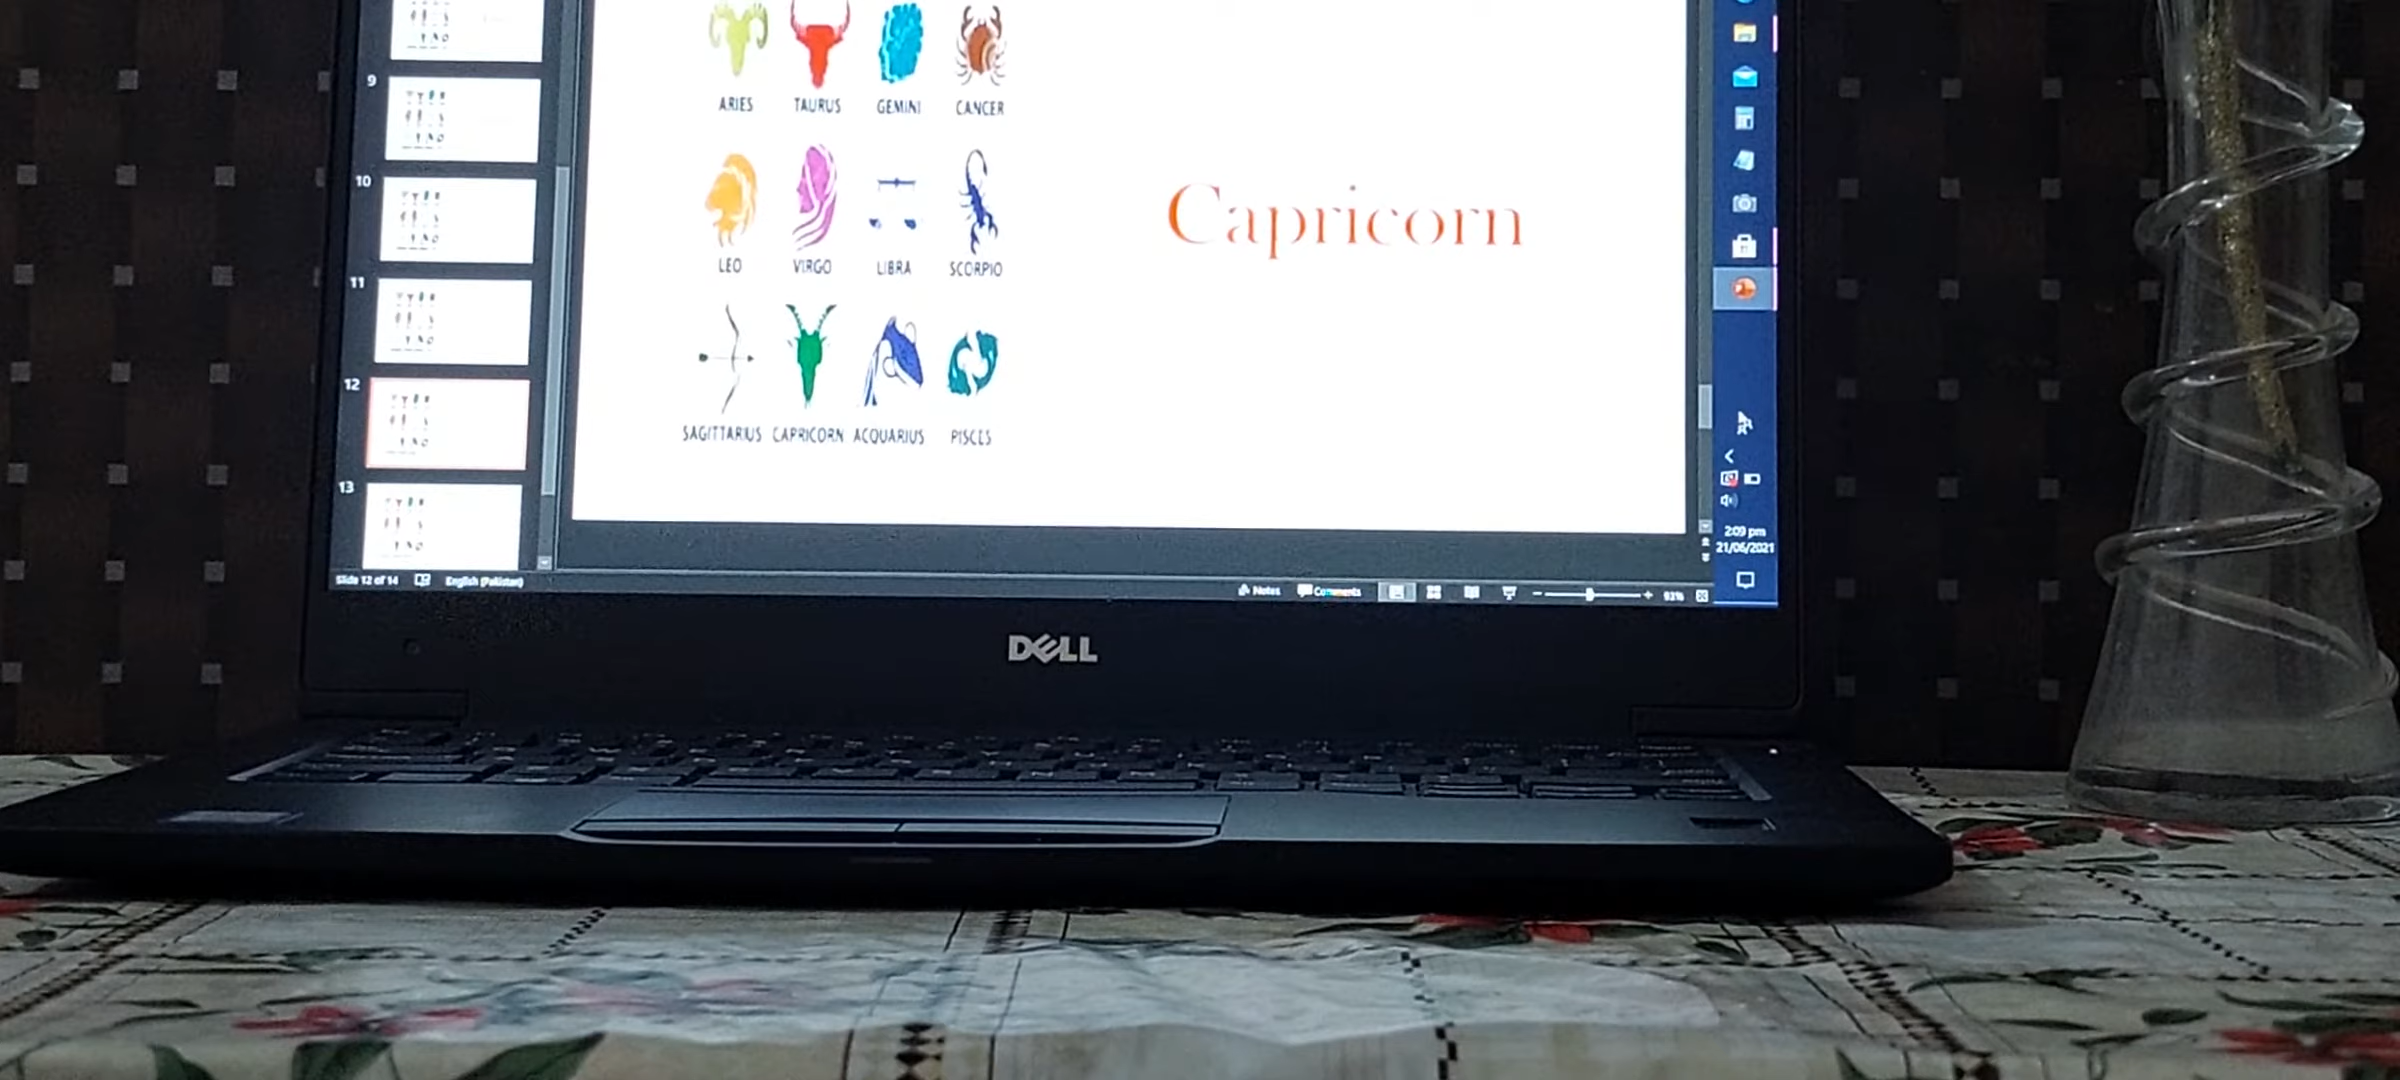 ARIES TAURUS GEMINI CANCER
9
10
Capricorn
LEO VIRGO LIBRA SCORPIO
11
12
SAGITTARIUS CAPRICORN ACQUARIUS PISCES
13
2:09 pm
21/06/2021
Slide 12 of 14 English (Pakistan) Notes Comments 93%
DELL